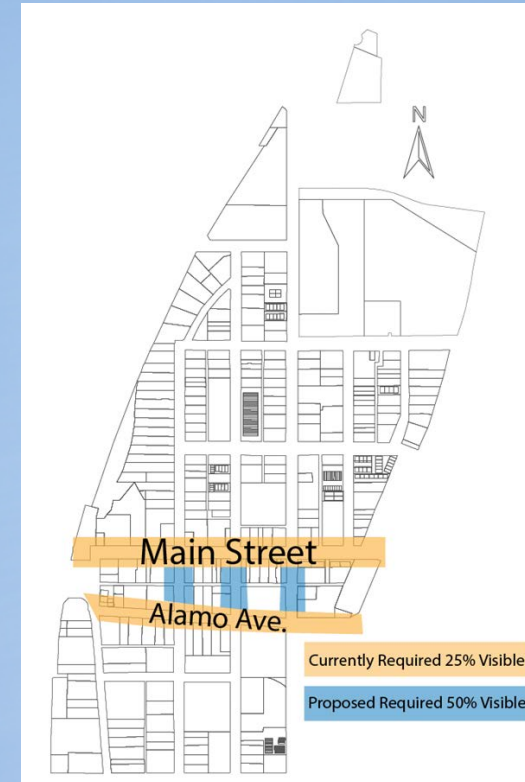 N
Main Street
Alamo Ave.
Currently Required 25% Visible
Proposed Required 50% Visible